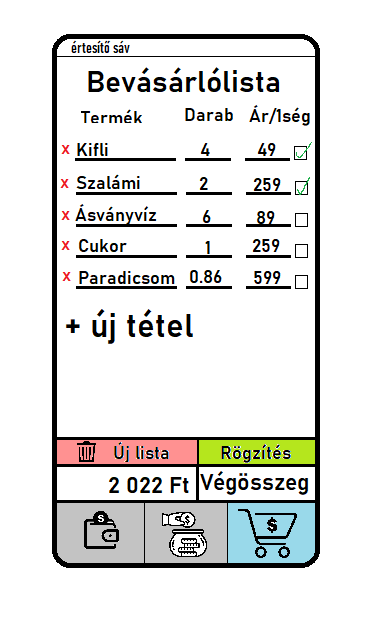 értesítő sáv
Bevásárlólista
Termék Darab Ár/1ség
x Kifli 4 49
x Szalámi 2 259
x Ásványvíz 6 89
x Cukor 1 259
x Paradicsom 0.86 599
+ új tétel
Új lista Rögzítés
2 022 Ft Végösszeg
$ $ $